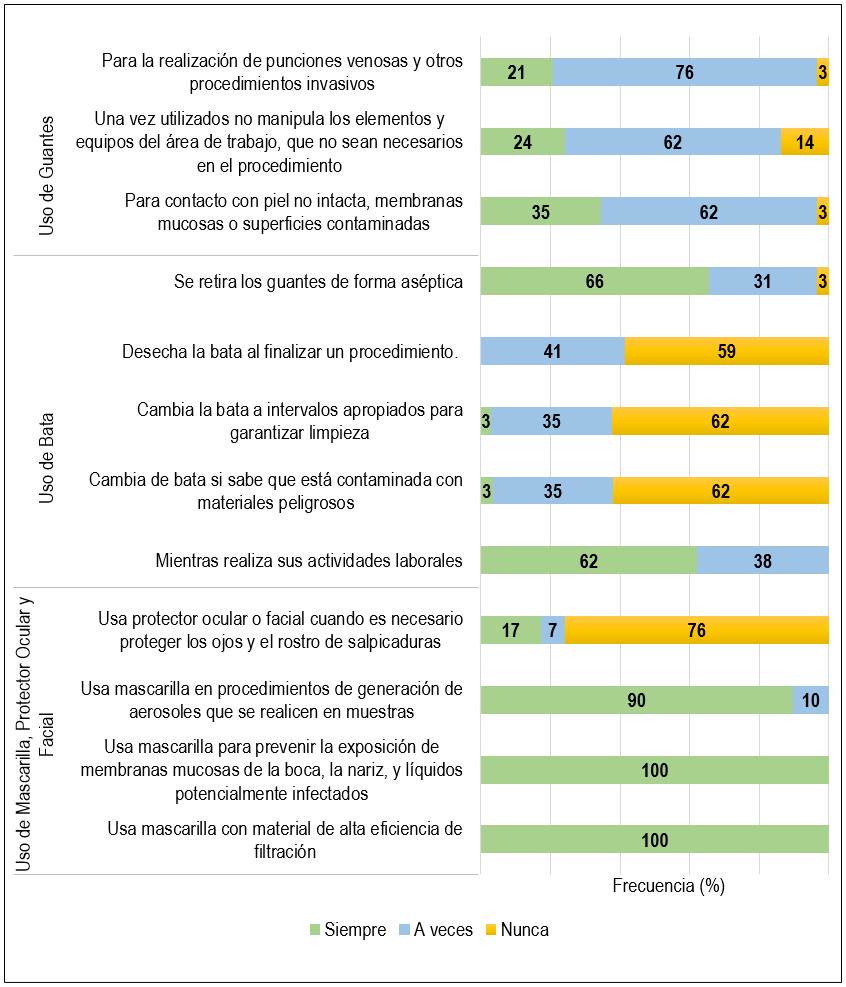 Uso de Guantes
Para la realización de punciones venosas y otros
procedimientos invasivos
21 76 3
Una vez utilizados no manipula los elementos y
equipos del área de trabajo, que no sean necesarios
en el procedimiento
24 62 14
Para contacto con piel no intacta, membranas
mucosas o superficies contaminadas
35 62 3
Se retira los guantes de forma aséptica
66 31 3
Uso de Bata
Desecha la bata al finalizar un procedimiento.
41 59
Cambia la bata a intervalos apropiados para
garantizar limpieza
3 35 62
Cambia de bata si sabe que está contaminada con
materiales peligrosos
3 35 62
Mientras realiza sus actividades laborales
62 38
Uso de Mascarilla, Protector Ocular y
Facial
Usa protector ocular o facial cuando es necesario
proteger los ojos y el rostro de salpicaduras
17 7 76
Usa mascarilla en procedimientos de generación de
aerosoles que se realicen en muestras
90 10
Usa mascarilla para prevenir la exposición de
membranas mucosas de la boca, la nariz, y líquidos
potencialmente infectados
100
Usa mascarilla con material de alta eficiencia de
filtración
100
Frecuencia (%)
Siempre A veces Nunca